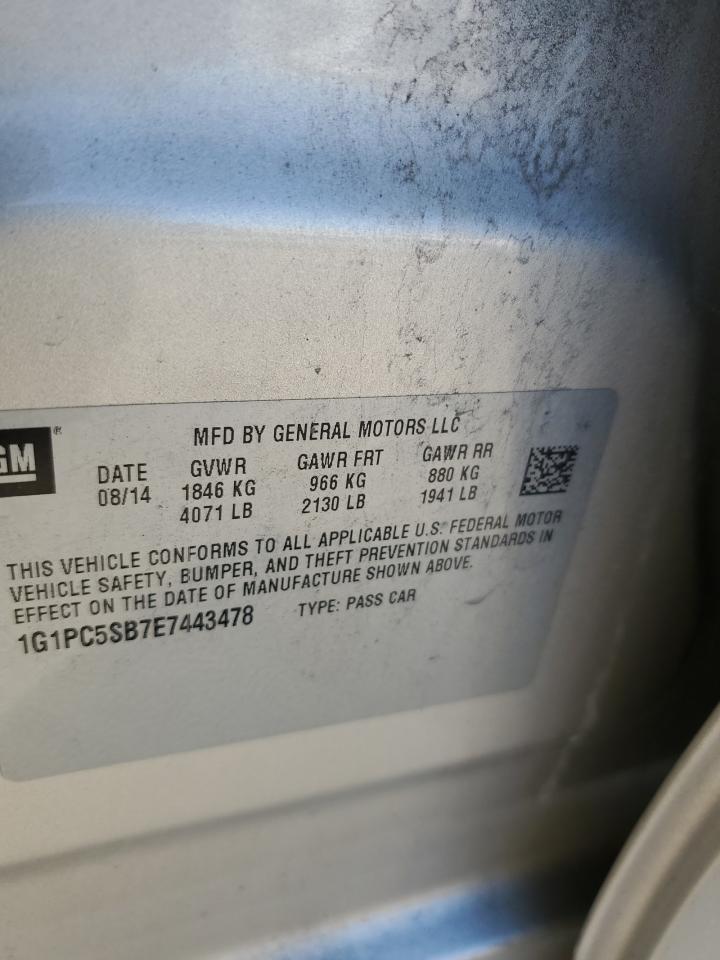 GM®
MFD BY GENERAL MOTORS LLC
DATE GVWR GAWR FRT GAWR RR
08/14 1846 KG 966 KG 880 KG
4071 LB 2130 LB 1941 LB
THIS VEHICLE CONFORMS TO ALL APPLICABLE U.S. FEDERAL MOTOR
VEHICLE SAFETY, BUMPER, AND THEFT PREVENTION STANDARDS IN
EFFECT ON THE DATE OF MANUFACTURE SHOWN ABOVE.
1G1PC5SB7E7443478 TYPE: PASS CAR